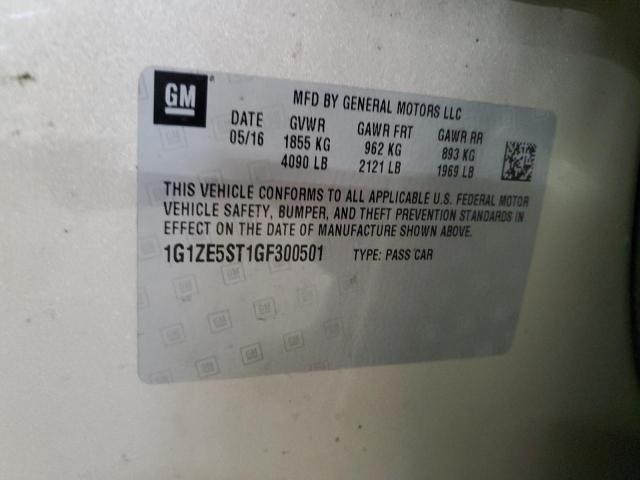 GM
MFD BY GENERAL MOTORS LLC
DATE GVWR GAWR FRT GAWR RR
05/16 1855 KG 962 KG 893 KG
4090 LB 2121 LB 1969 LB
THIS VEHICLE CONFORMS TO ALL APPLICABLE U.S. FEDERAL MOTOR
VEHICLE SAFETY, BUMPER, AND THEFT PREVENTION STANDARDS IN
EFFECT ON THE DATE OF MANUFACTURE SHOWN ABOVE.
1G1ZE5ST1GF300501 TYPE: PASS CAR